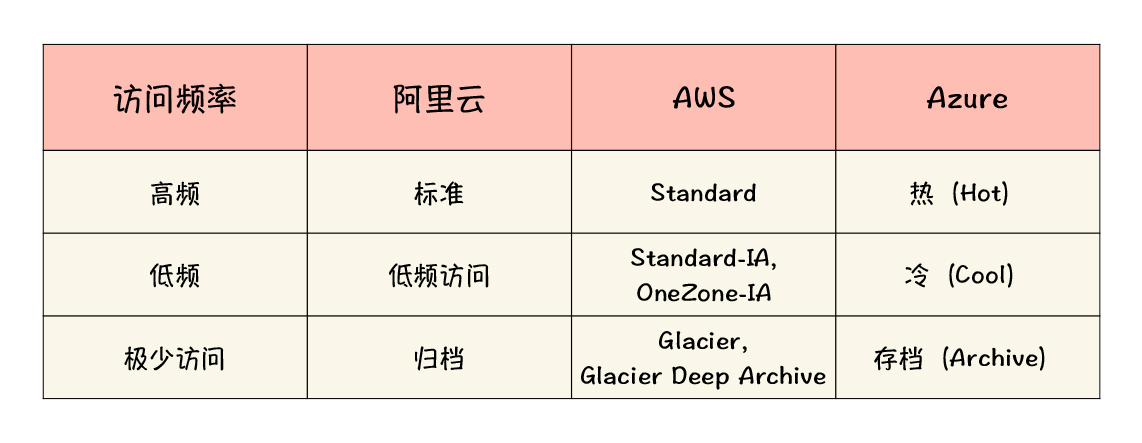 访问频率 阿里云 AWS Azure
高频 标准 Standard 热（Hot）
低频 低频访问 Standard-IA,
OneZone-IA 冷（Cool）
极少访问 归档 Glacier,
Glacier Deep Archive 存档（Archive）